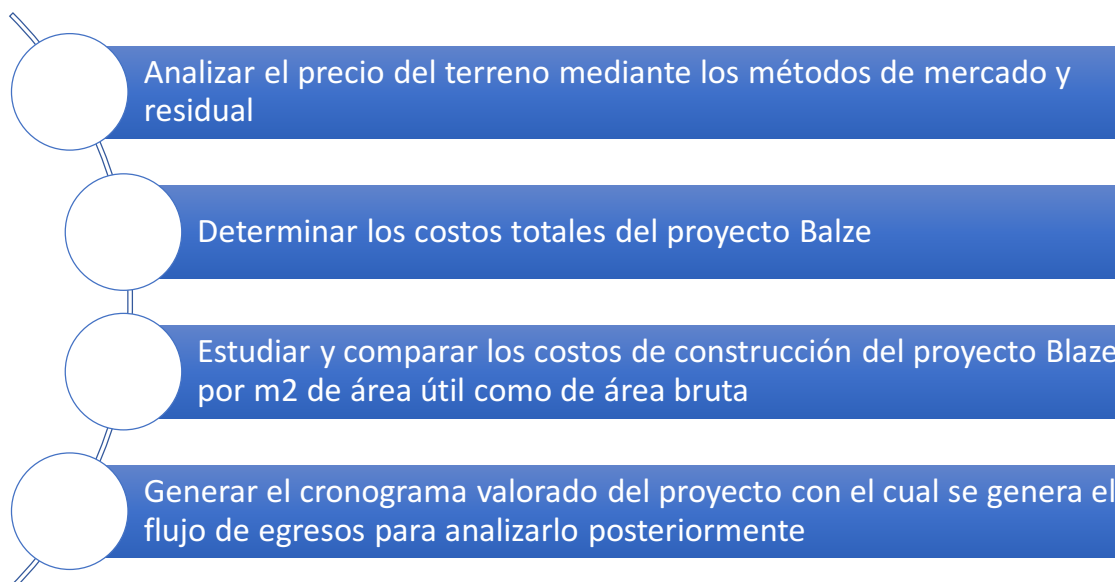 Analizar el precio del terreno mediante los métodos de mercado y
residual
Determinar los costos totales del proyecto Balze
Estudiar y comparar los costos de construcción del proyecto Blaze
por m2 de área útil como de área bruta
Generar el cronograma valorado del proyecto con el cual se genera el
flujo de egresos para analizarlo posteriormente